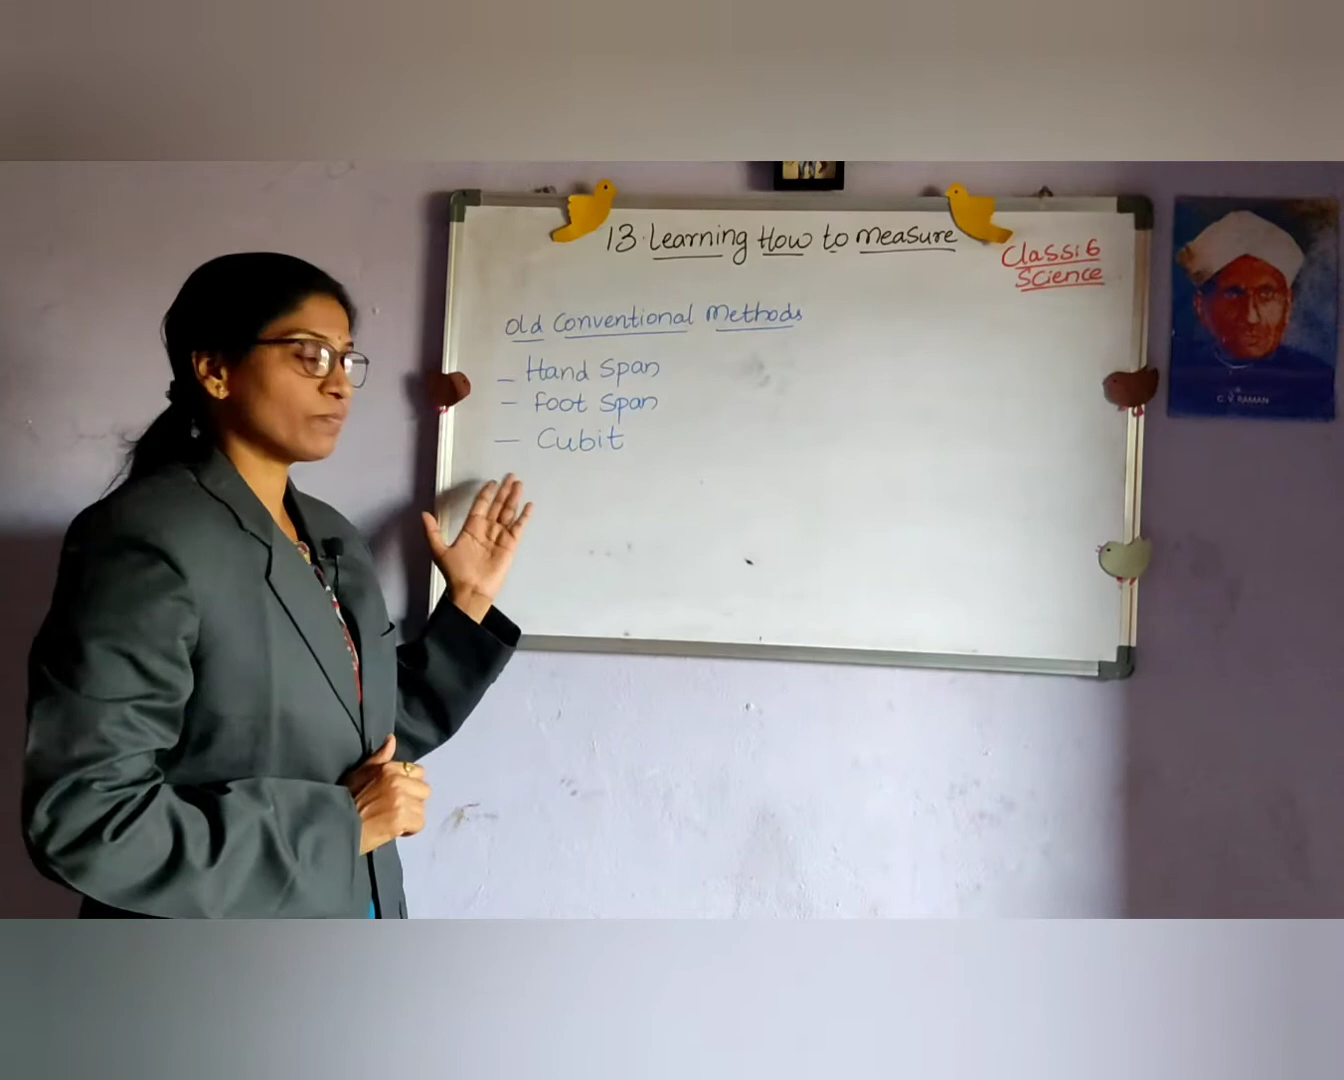 13. Learning How to Measure
Class: 6
Science
Old Conventional Methods
- Hand Span
- Foot Span
- Cubit
C. V. RAMAN